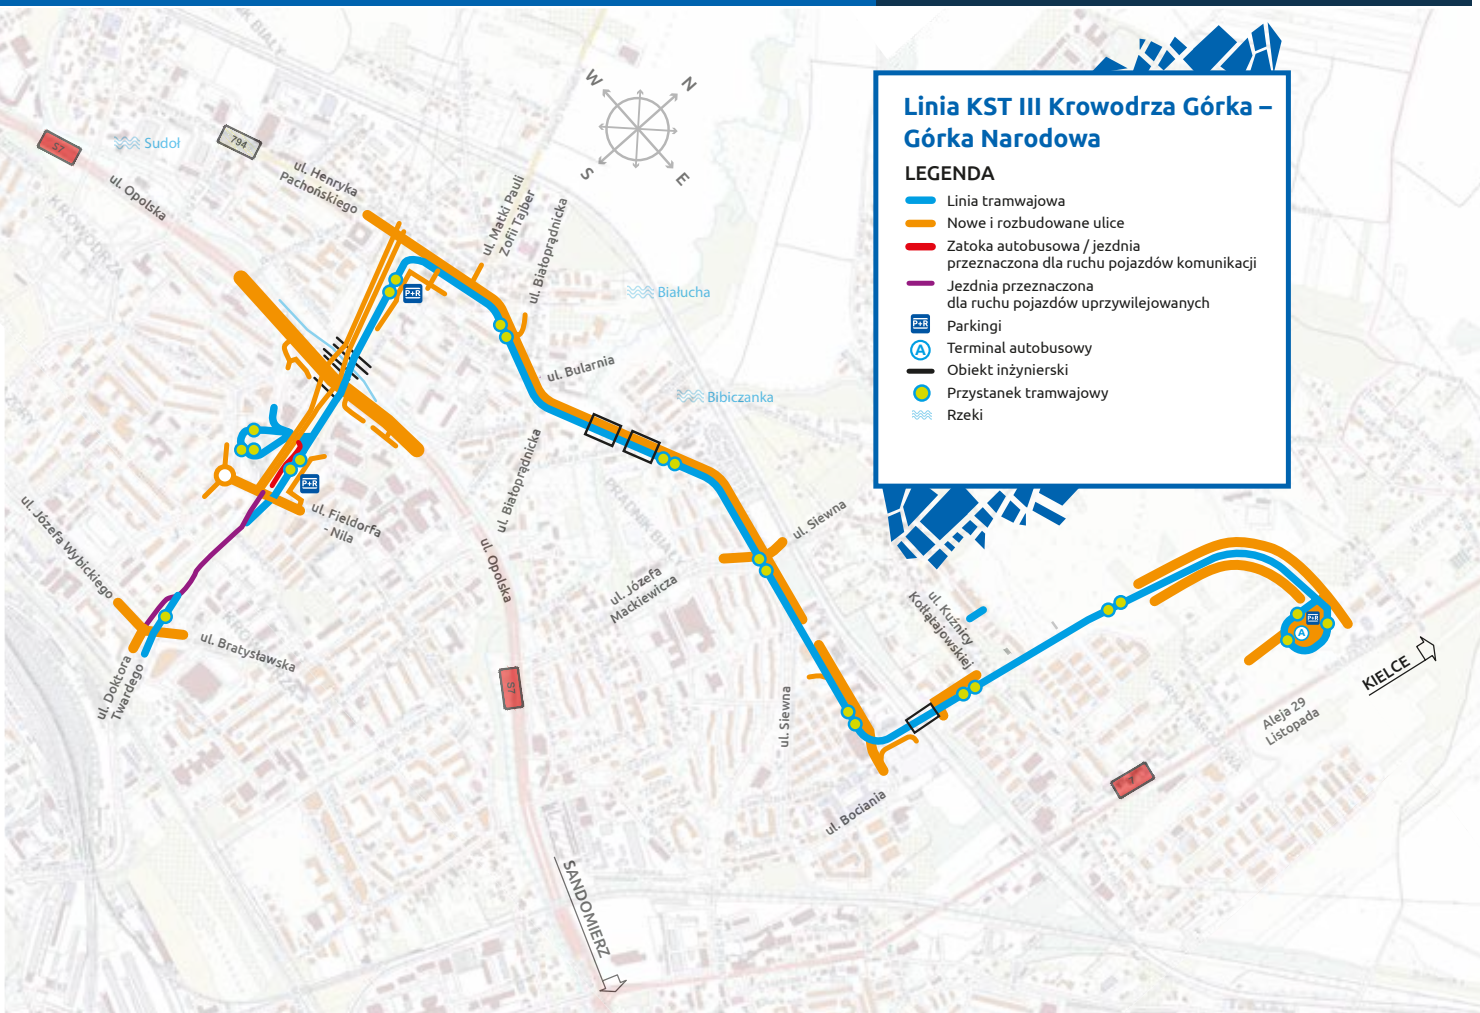 Linia KST III Krowodrza Górka –
Górka Narodowa
LEGENDA
Linia tramwajowa
Nowe i rozbudowane ulice
Zatoka autobusowa / jezdnia
przeznaczona dla ruchu pojazdów komunikacji
Jezdnia przeznaczona
dla ruchu pojazdów uprzywilejowanych
P+R
Parkingi
A
Terminal autobusowy
Obiekt inżynierski
Przystanek tramwajowy
Rzeki
W
N
S
E
S7
Sudoł
794
ul. Opolska
ul. Henryka
Pachońskiego
ul. Matki Pauli
Zofii Tajber
ul. Białoprądnicka
P+R
Białucha
ul. Bularnia
Bibiczanka
ul. Białoprądnicka
P+R
ul. Fieldorfa
- Nila
ul. Józefa Wybickiego
ul. Opolska
ul. Józefa
Mackiewicza
ul. Siewna
ul. Kuźnicy
Kołłątajowskiej
P+R
A
ul. Bratysławska
ul. Doktora
Twardego
S7
ul. Siewna
KIELCE
Aleja 29
Listopada
7
ul. Bociania
SANDOMIERZ